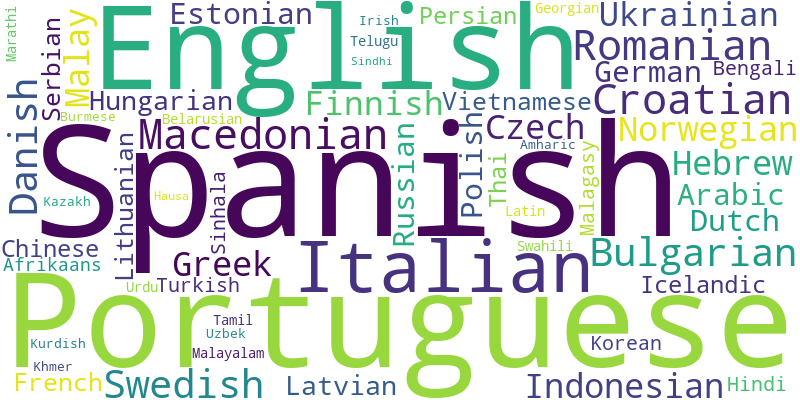 Marathi
Serbian
Malay
English
Estonian
Irish
Telugu
Sindhi
Persian
Georgian
Ukrainian
Romanian
German
Bengali
Hungarian
Burmese
Belarusian
Finnish
Vietnamese
Croatian
Danish
Macedonian
Czech
Norwegian
Spanish
Lithuanian
Russian
Polish
Thai
Amharic
Malagasy
Hebrew
Kazakh
Hausa
Sinhala
Latin
Arabic
Dutch
Chinese
Afrikaans
Greek
Italian
Swahili
Bulgarian
Urdu
Turkish
Icelandic
Portuguese
Tamil
Uzbek
Kurdish
Malayalam
Korean
Khmer
French
Swedish
Latvian
Indonesian
Hindi